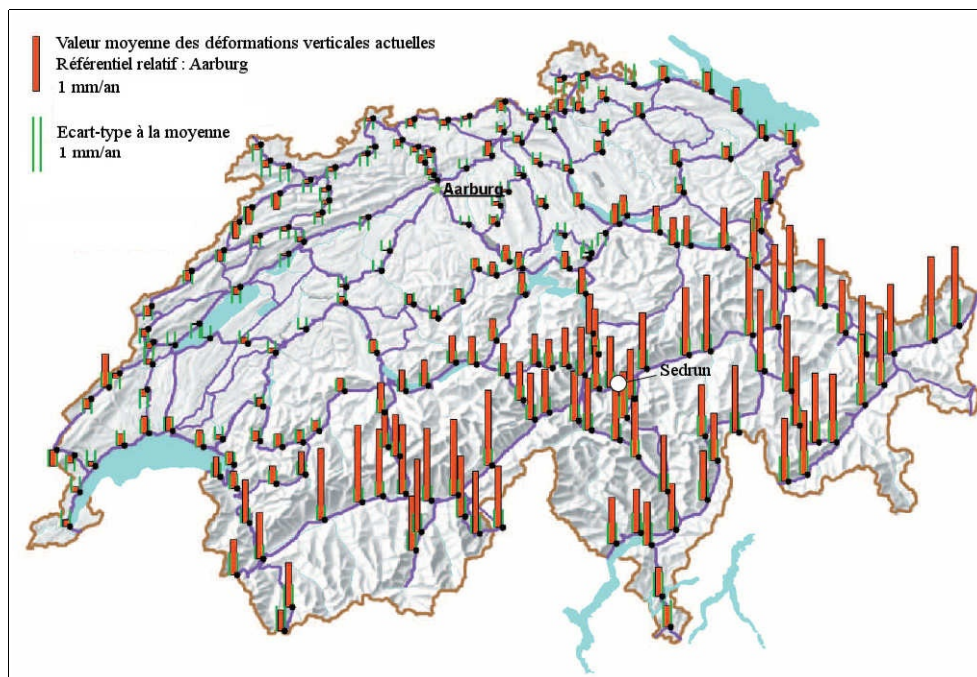 Valeur moyenne des déformations verticales actuelles
Référentiel relatif : Aarburg
1 mm/an
Ecart-type à la moyenne
1 mm/an
Aarburg
Sedrun